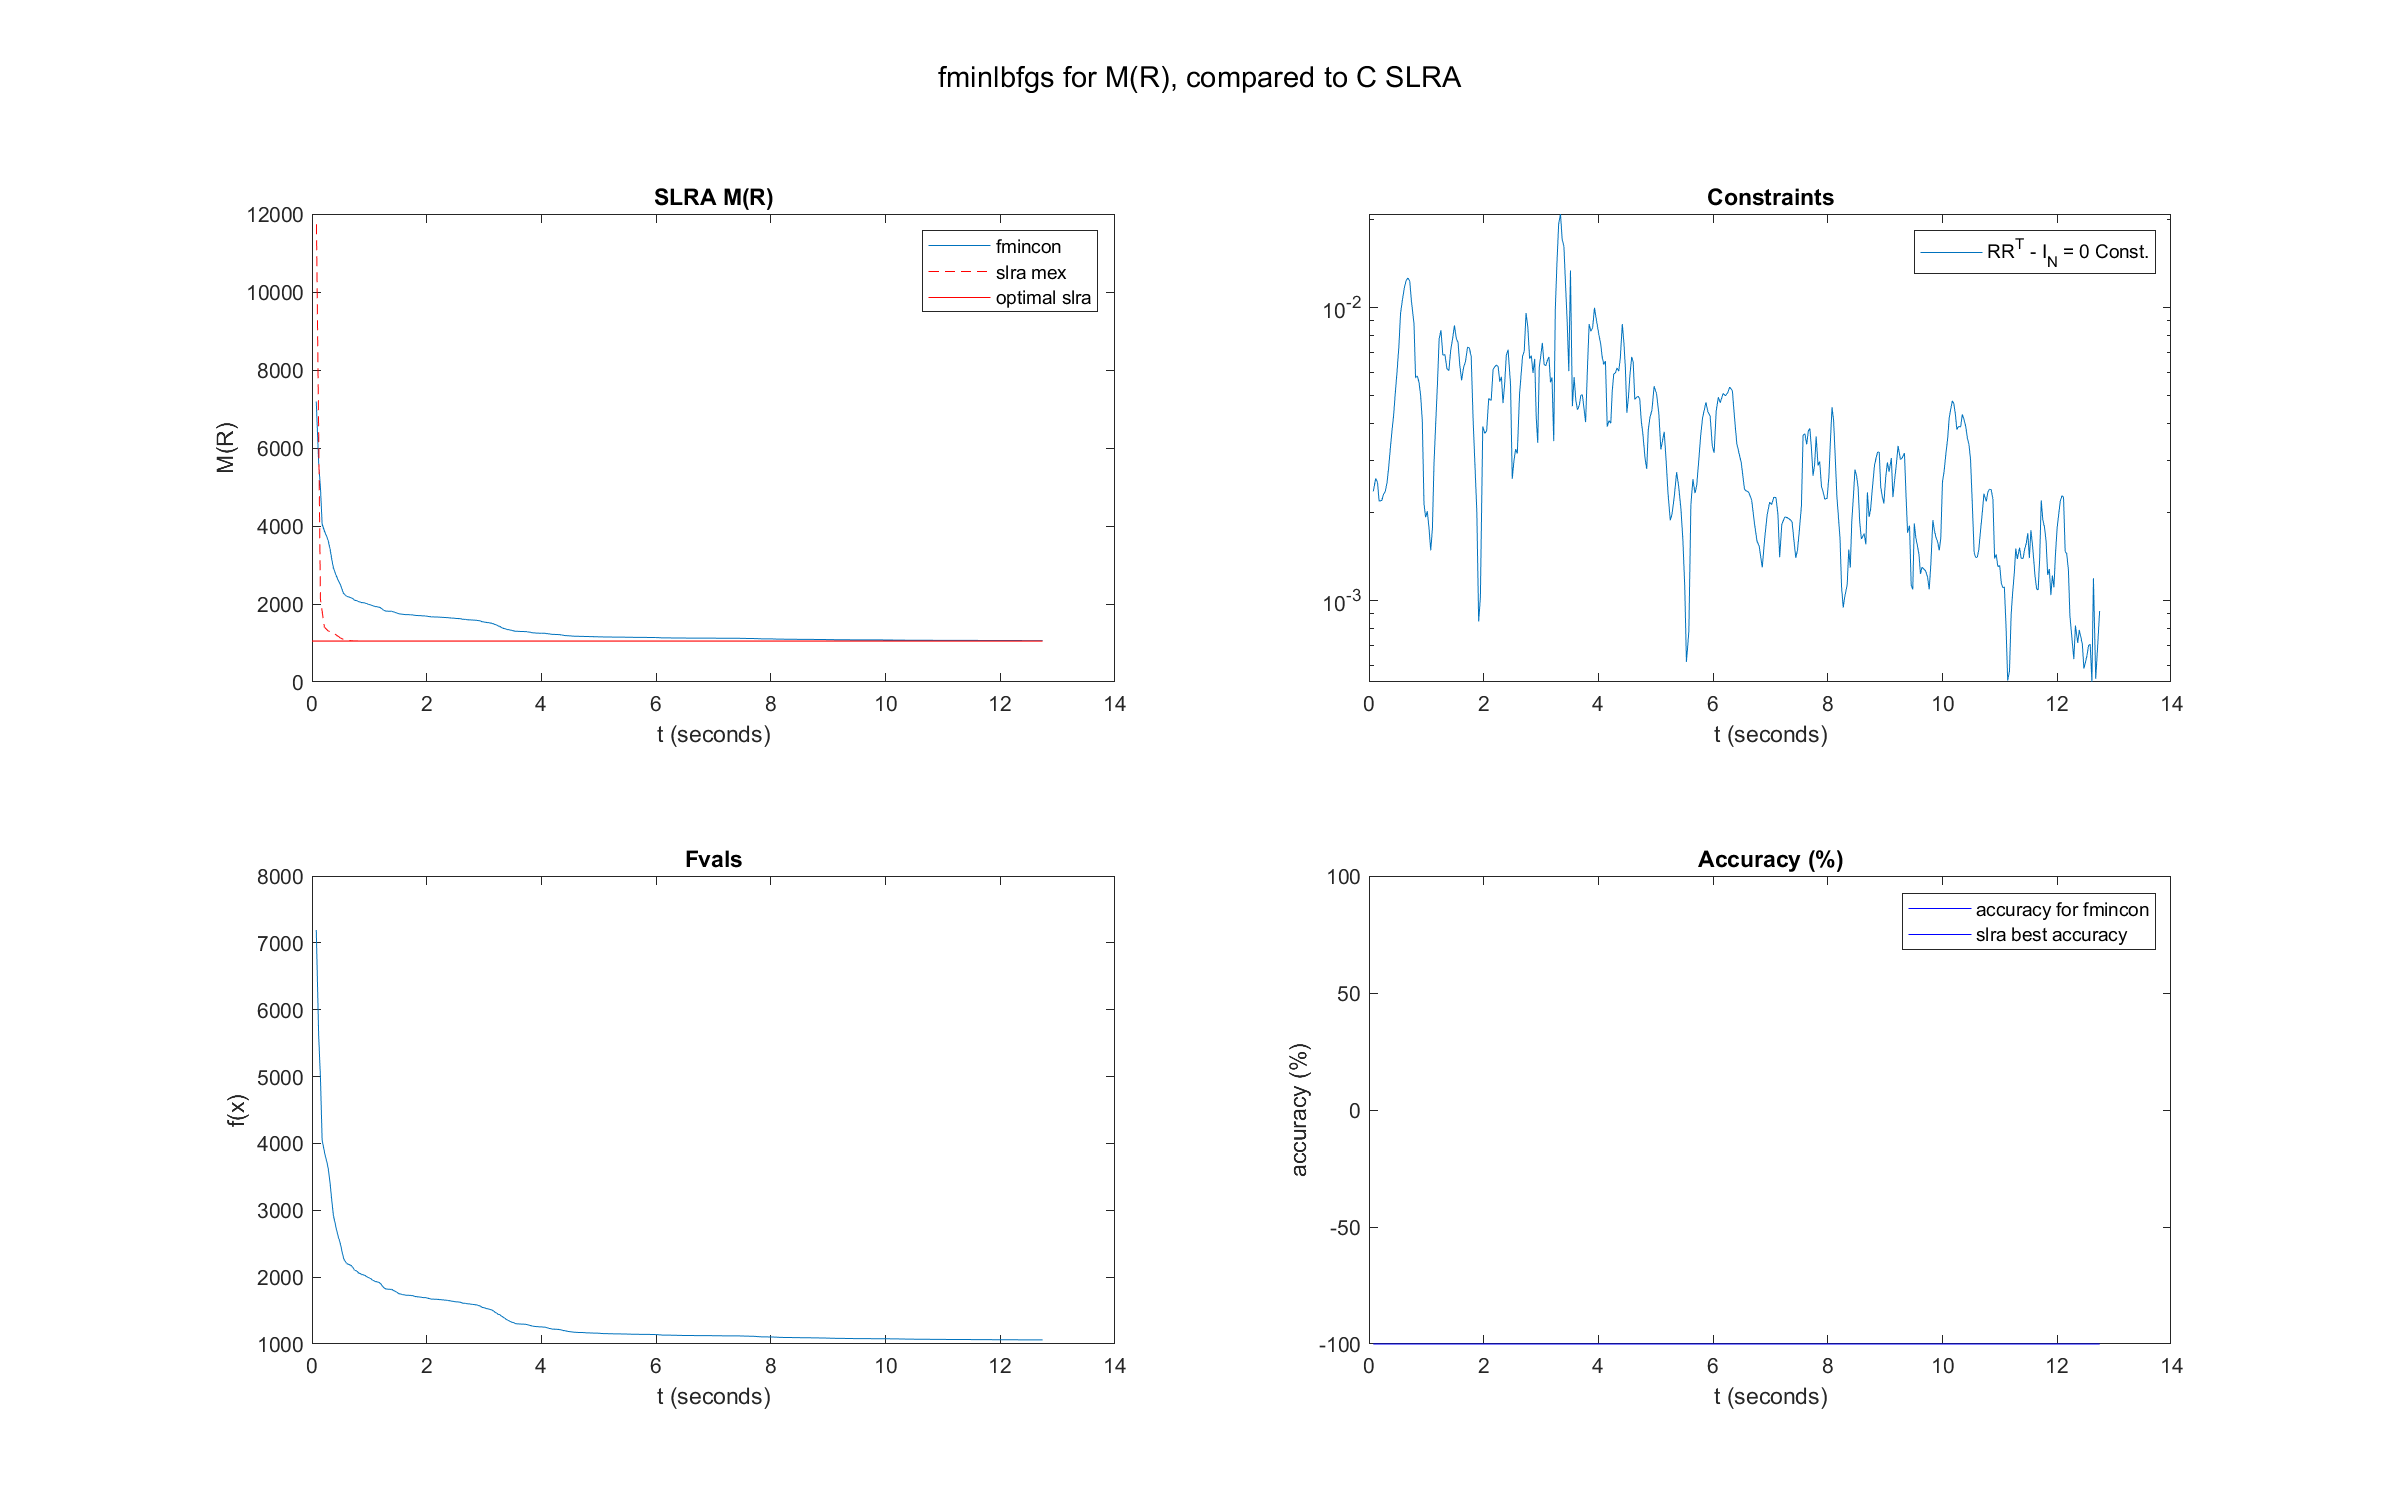 fminlbfgs for M(R), compared to C SLRA
SLRA M(R)
12000
10000
8000
6000
4000
2000
0
M(R)
fmincon
slra mex
optimal slra
0 2 4 6 8 10 12 14
t (seconds)
Constraints
10^-2
10^-3
RR^T - I_N = 0 Const.
0 2 4 6 8 10 12 14
t (seconds)
Fvals
8000
7000
6000
5000
4000
3000
2000
1000
f(x)
0 2 4 6 8 10 12 14
t (seconds)
Accuracy (%)
100
50
0
-50
-100
accuracy (%)
accuracy for fmincon
slra best accuracy
0 2 4 6 8 10 12 14
t (seconds)